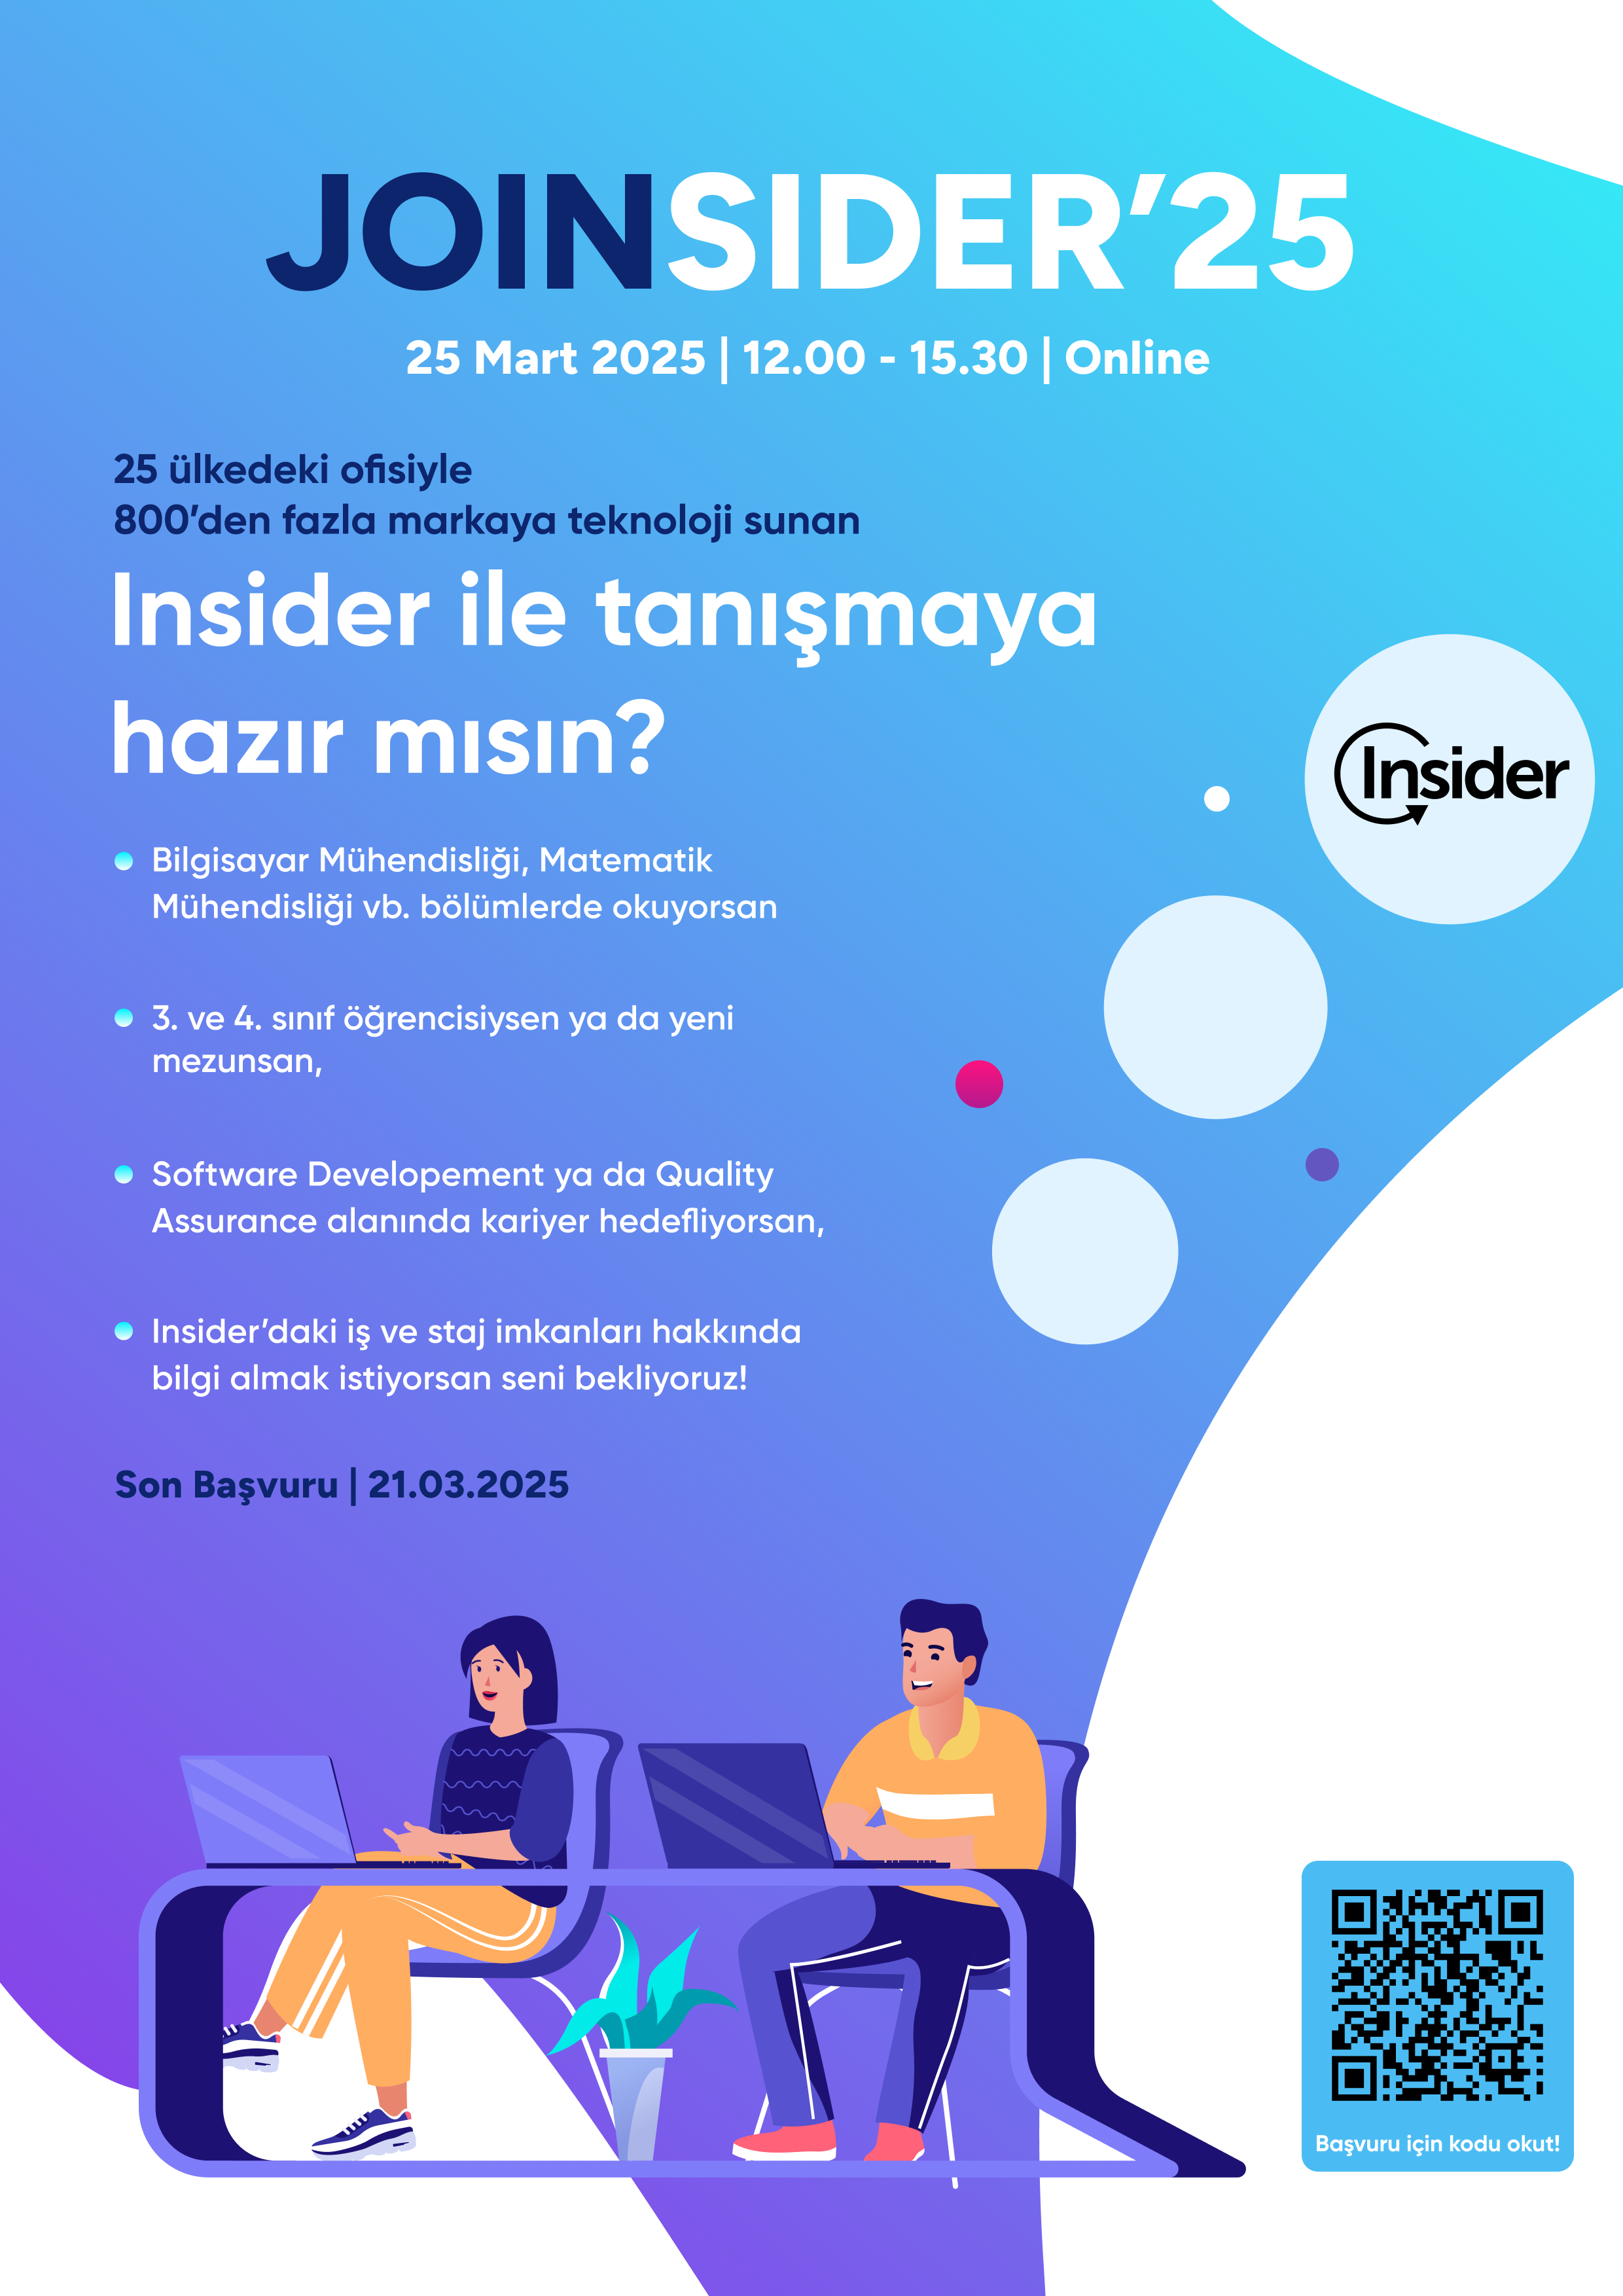 JOINSIDER’25
25 Mart 2025 | 12.00 - 15.30 | Online
25 ülkedeki ofisiyle
800’den fazla markaya teknoloji sunan
Insider ile tanışmaya
hazır mısın?
Insider
Bilgisayar Mühendisliği, Matematik
Mühendisliği vb. bölümlerde okuyorsan
3. ve 4. sınıf öğrencisiysen ya da yeni
mezunsan,
Software Developement ya da Quality
Assurance alanında kariyer hedefliyorsan,
Insider’daki iş ve staj imkanları hakkında
bilgi almak istiyorsan seni bekliyoruz!
Son Başvuru | 21.03.2025
Başvuru için kodu okut!